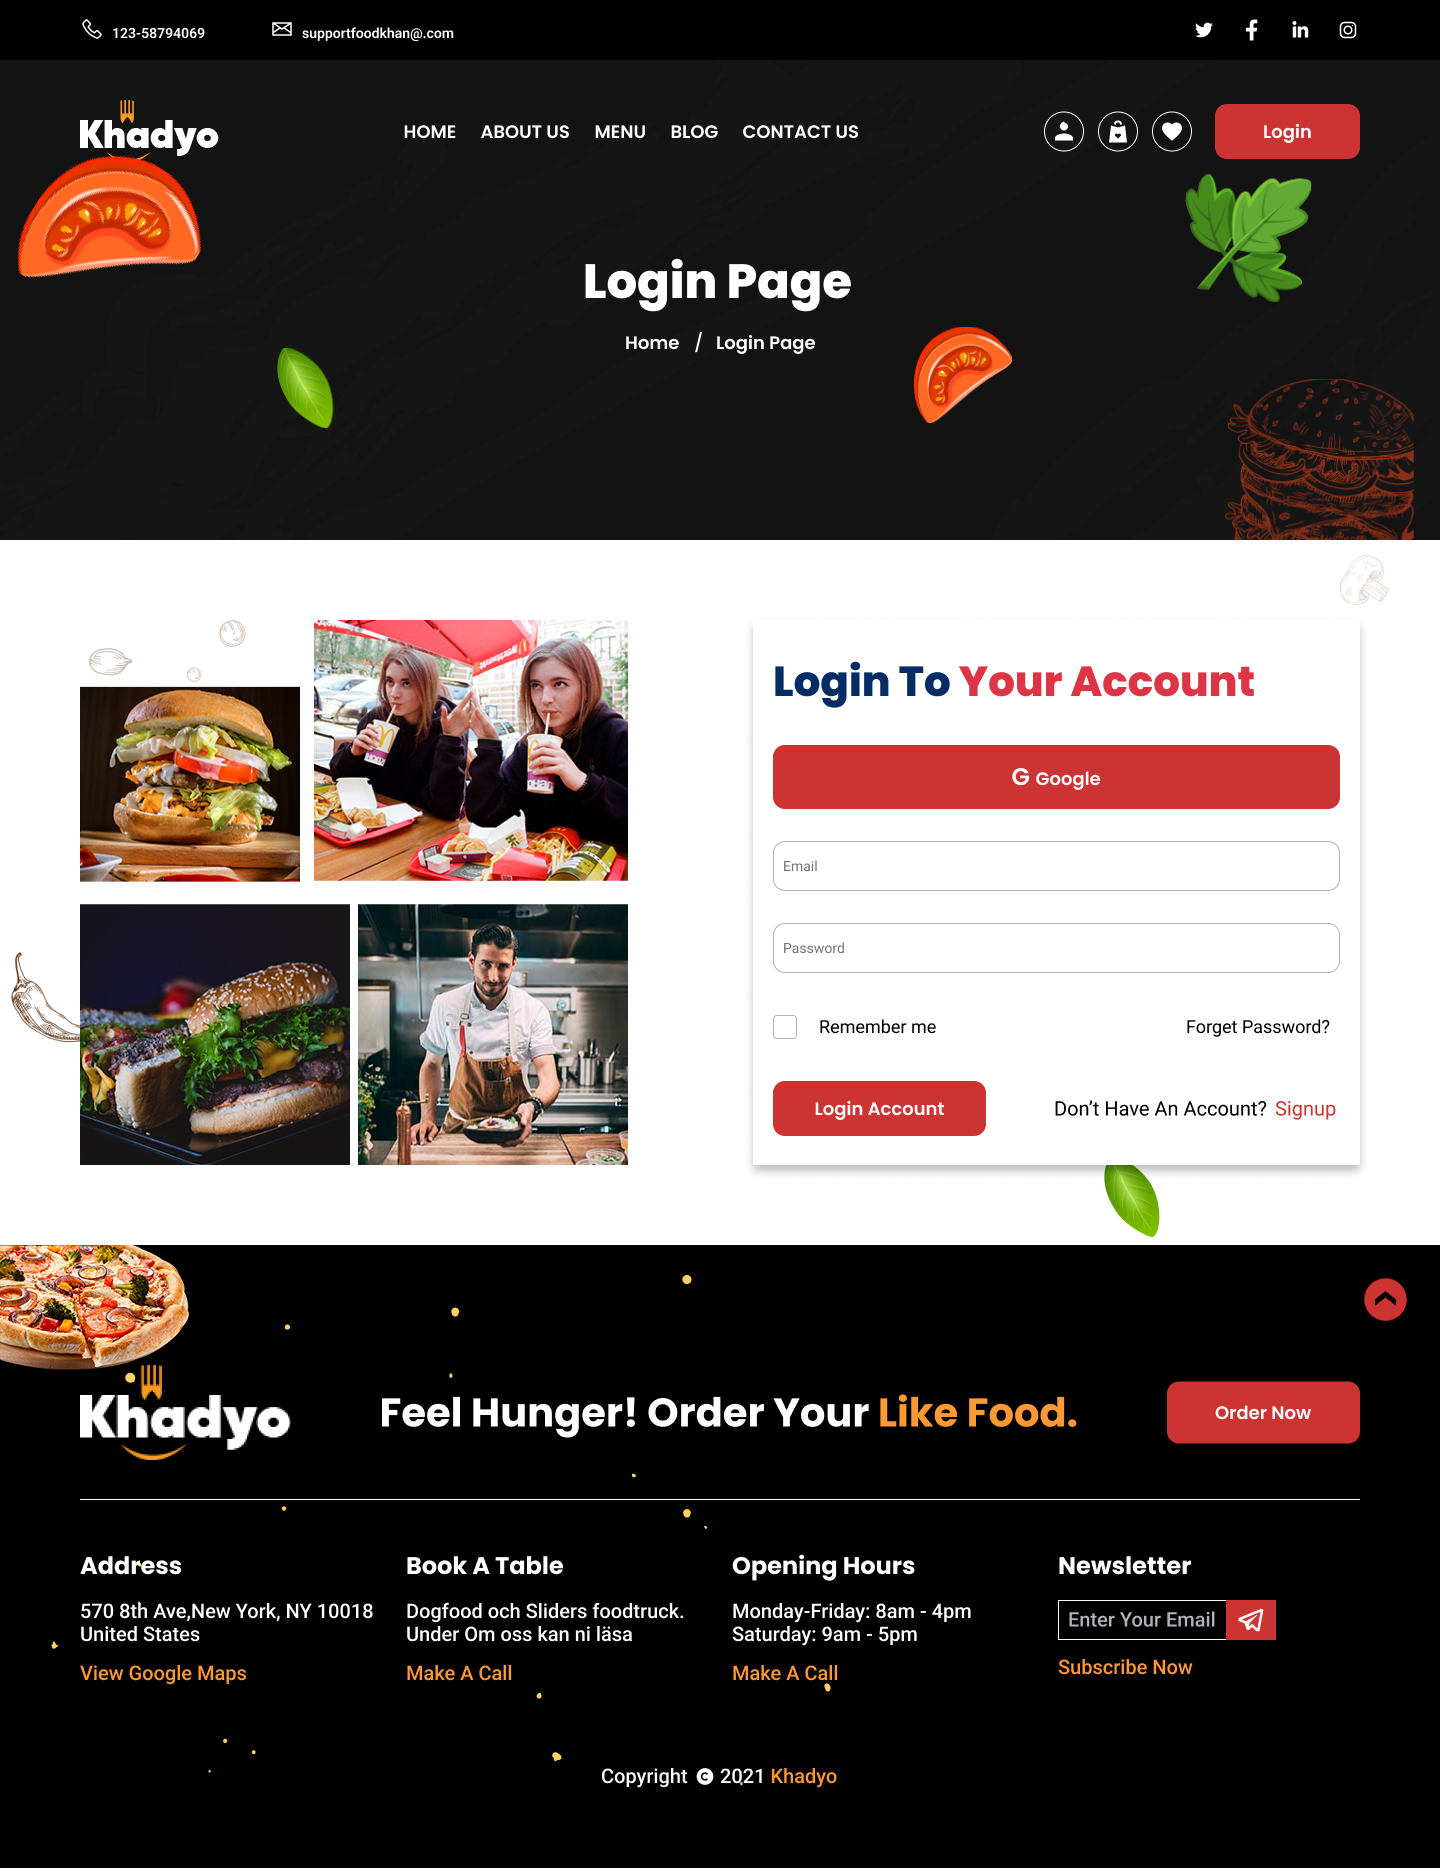 123-58794069
supportfoodkhan@.com
Khadyo
HOME ABOUT US MENU BLOG CONTACT US
Login
Login Page
Home / Login Page
Login To Your Account
G Google
Email
Password
Remember me
Forget Password?
Login Account
Don’t Have An Account? Signup
Khadyo
Feel Hunger! Order Your Like Food.
Order Now
Address
570 8th Ave,New York, NY 10018
United States
View Google Maps
Book A Table
Dogfood och Sliders foodtruck.
Under Om oss kan ni läsa
Make A Call
Opening Hours
Monday-Friday: 8am - 4pm
Saturday: 9am - 5pm
Make A Call
Newsletter
Enter Your Email
Subscribe Now
Copyright © 2021 Khadyo